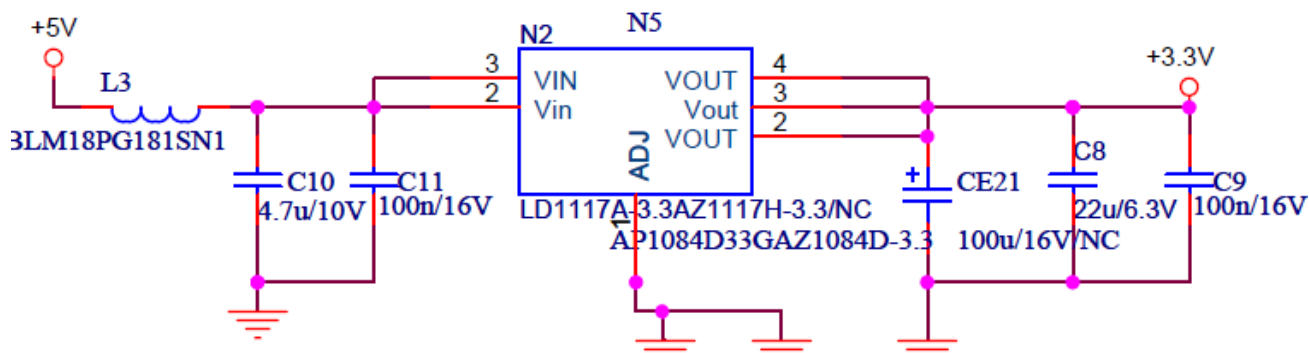 +5V
L3
BLM18PG181SN1
C10
4.7u/10V
C11
100n/16V
N2
N5
3
VIN
2
Vin
ADJ
1
VOUT
4
Vout
3
VOUT
2
LD1117A-3.3AZ1117H-3.3/NC
AP1084D33GAZ1084D-3.3
CE21
100u/16V/NC
+
C8
22u/6.3V
+3.3V
C9
100n/16V